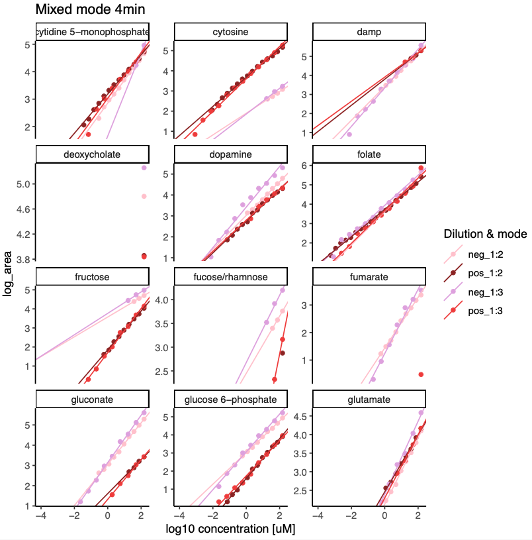 Mixed mode 4min
cytidine 5−monophosphate
cytosine
damp
5
4
3
2
5
4
3
2
1
5
4
3
2
1
deoxycholate
dopamine
folate
5.0
4.6
4.2
3.8
5
4
3
2
1
6
5
4
3
2
fructose
fucose/rhamnose
fumarate
5
4
3
2
1
4.0
3.5
3.0
2.5
3
2
1
gluconate
glucose 6−phosphate
glutamate
5
4
3
2
1
5
4
3
2
1
4.5
4.0
3.5
3.0
2.5
−4 −2 0 2
−4 −2 0 2
−4 −2 0 2
log10 concentration [uM]
log_area
Dilution & mode
neg_1:2
pos_1:2
neg_1:3
pos_1:3